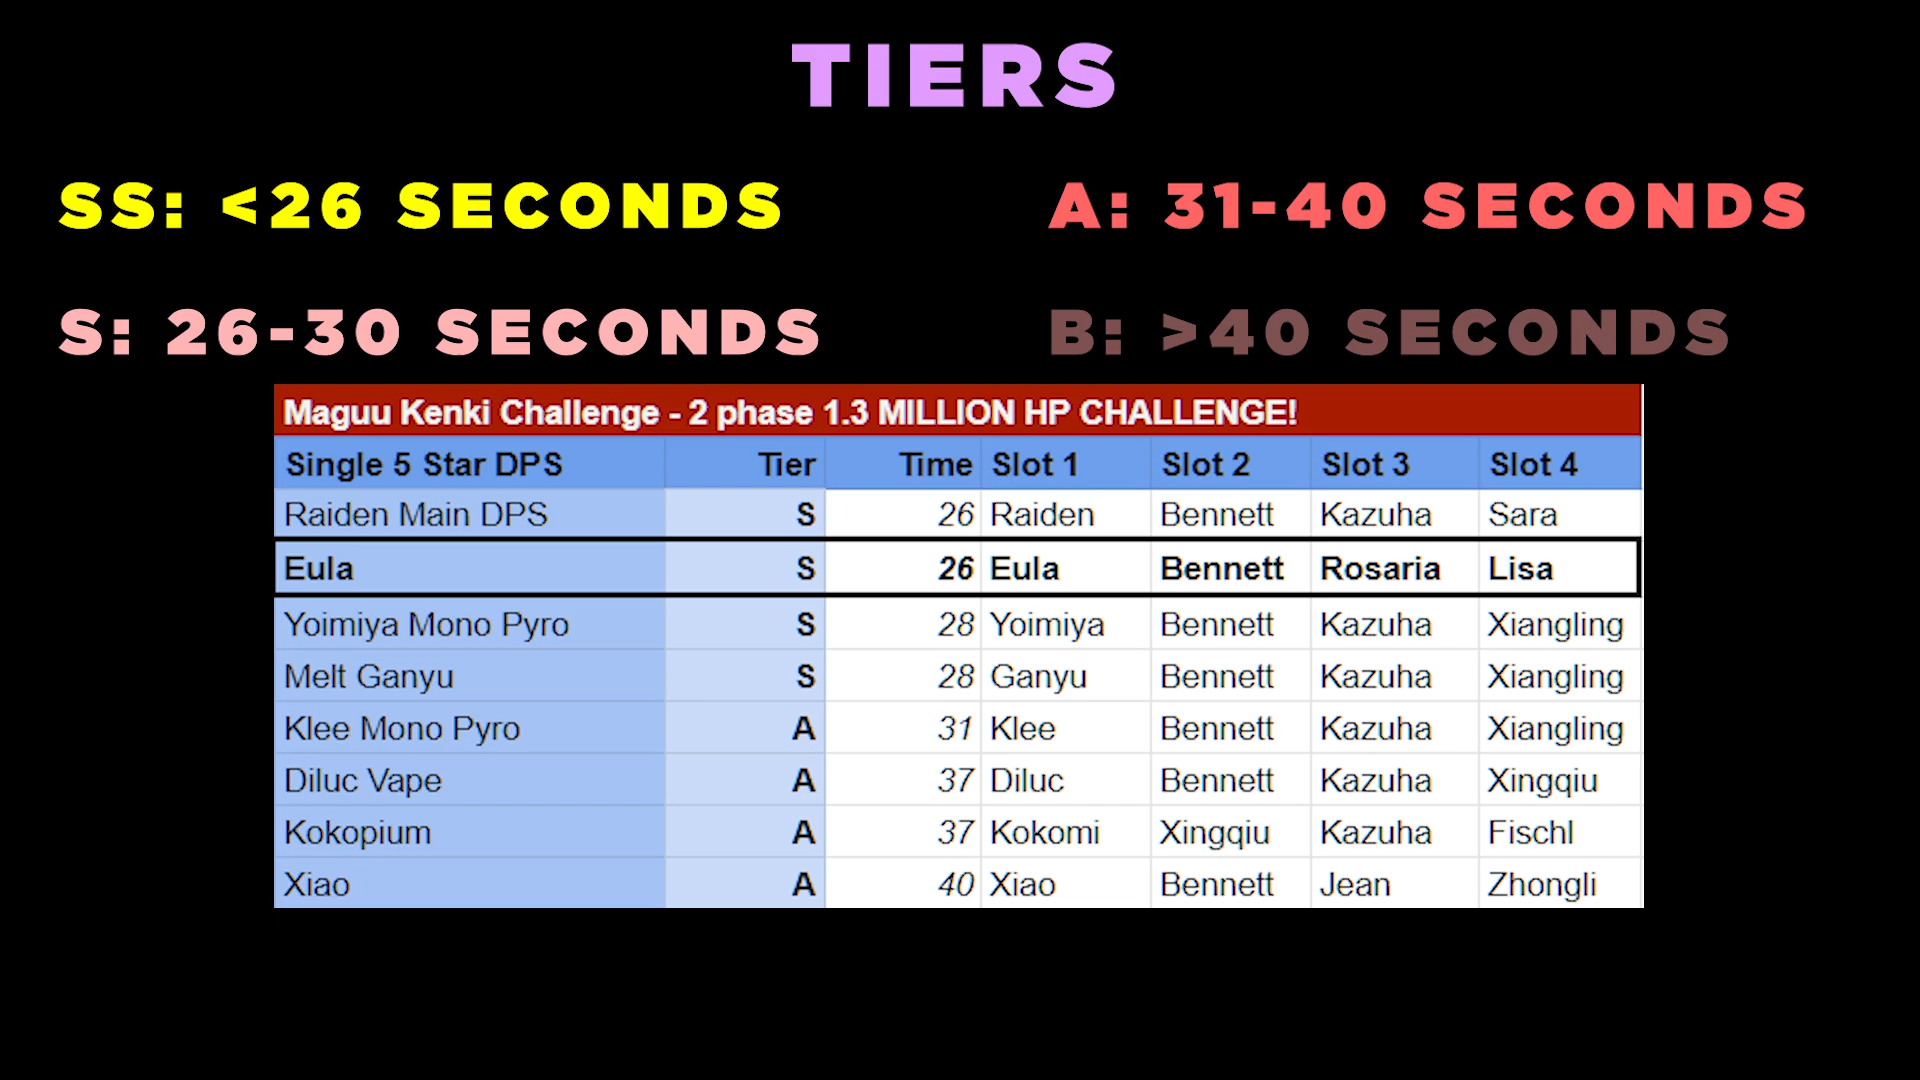 TIERS
SS: <26 SECONDS
A: 31-40 SECONDS
S: 26-30 SECONDS
B: >40 SECONDS
Maguu Kenki Challenge - 2 phase 1.3 MILLION HP CHALLENGE!
Single 5 Star DPS Tier Time Slot 1 Slot 2 Slot 3 Slot 4
Raiden Main DPS S 26 Raiden Bennett Kazuha Sara
Eula S 26 Eula Bennett Rosaria Lisa
Yoimiya Mono Pyro S 28 Yoimiya Bennett Kazuha Xiangling
Melt Ganyu S 28 Ganyu Bennett Kazuha Xiangling
Klee Mono Pyro A 31 Klee Bennett Kazuha Xiangling
Diluc Vape A 37 Diluc Bennett Kazuha Xingqiu
Kokopium A 37 Kokomi Xingqiu Kazuha Fischl
Xiao A 40 Xiao Bennett Jean Zhongli